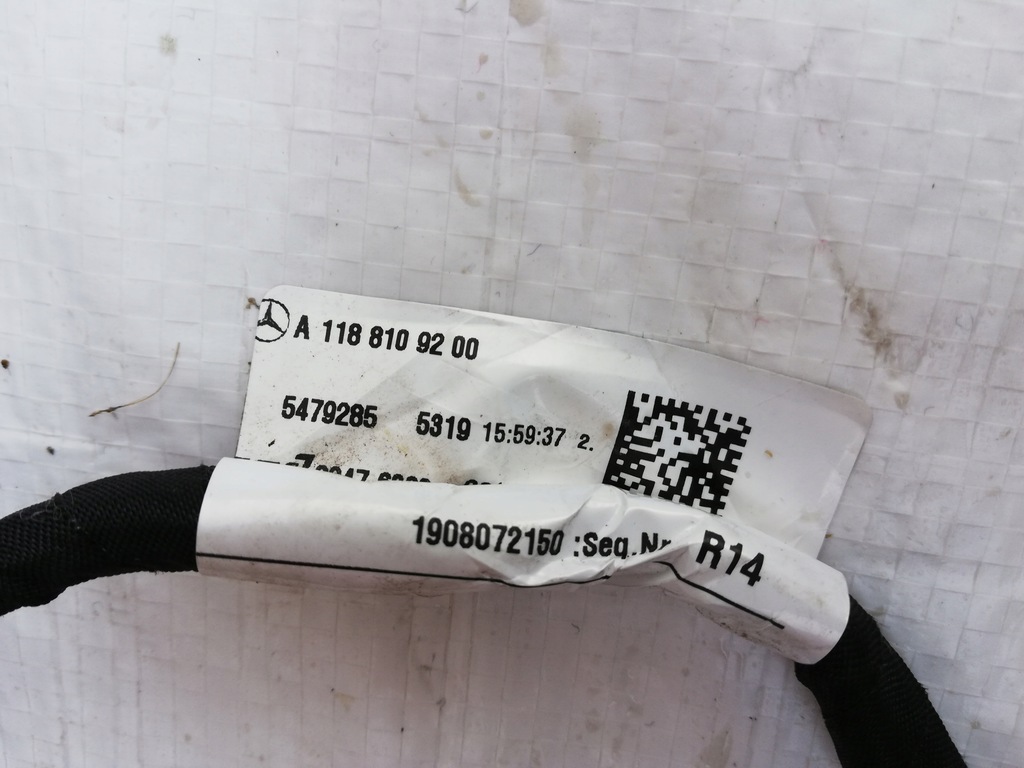 A 118 810 92 00
5479285 5319 15:59:37 2.
1908072150 :Seq.Nr R14